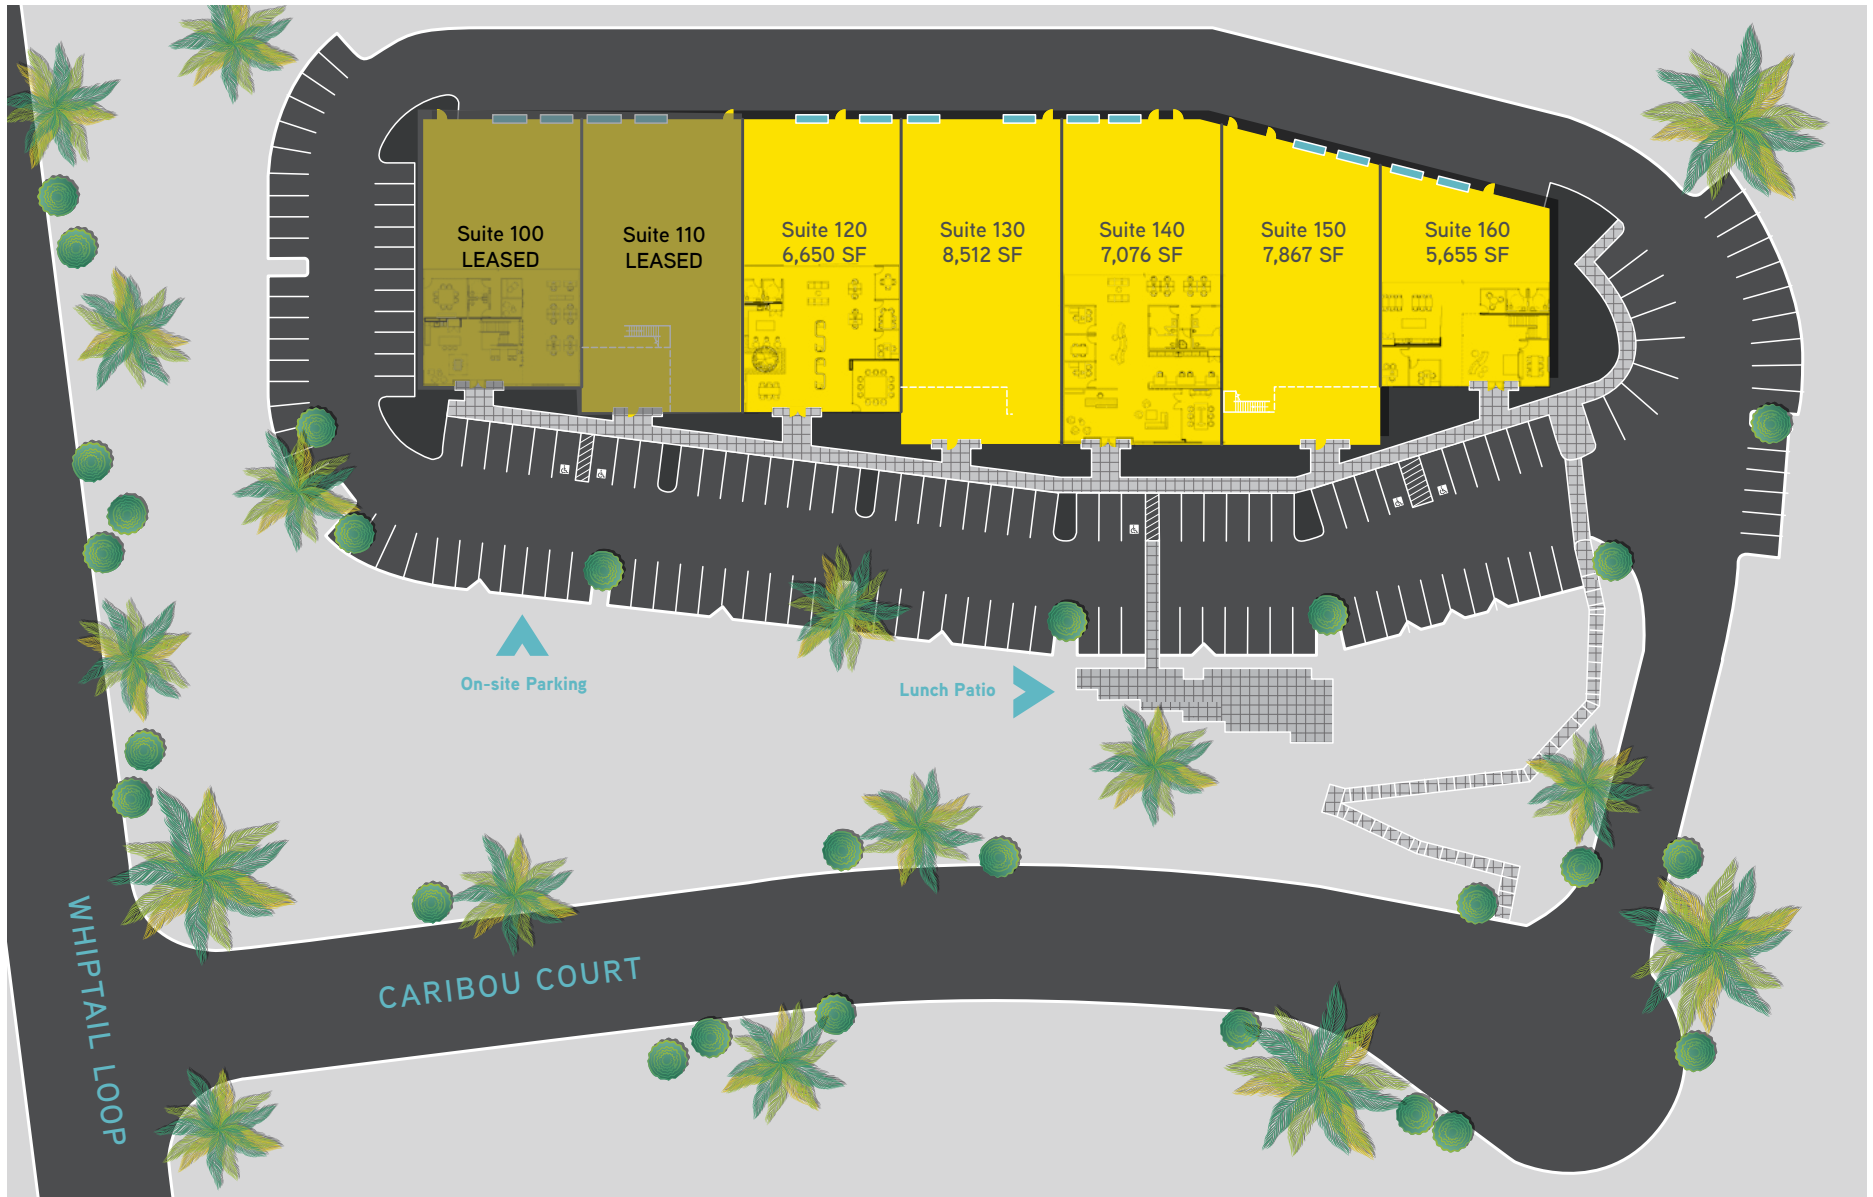 Suite 100
LEASED
Suite 110
LEASED
Suite 120
6,650 SF
Suite 130
8,512 SF
Suite 140
7,076 SF
Suite 150
7,867 SF
Suite 160
5,655 SF
On-site Parking
Lunch Patio
WHIPTAIL LOOP
CARIBOU COURT